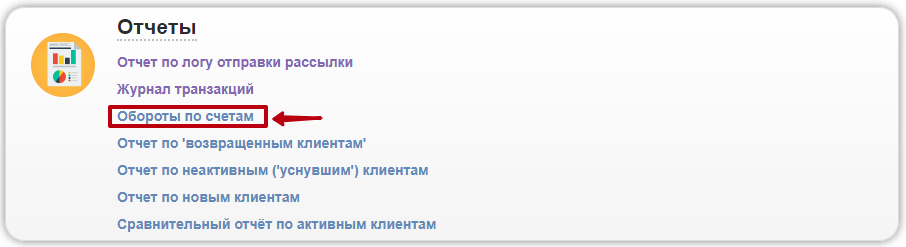 Отчеты
Отчет по логу отправки рассылки
Журнал транзакций
Обороты по счетам
Отчет по 'возвращенным клиентам'
Отчет по неактивным ('уснувшим') клиентам
Отчет по новым клиентам
Сравнительный отчёт по активным клиентам